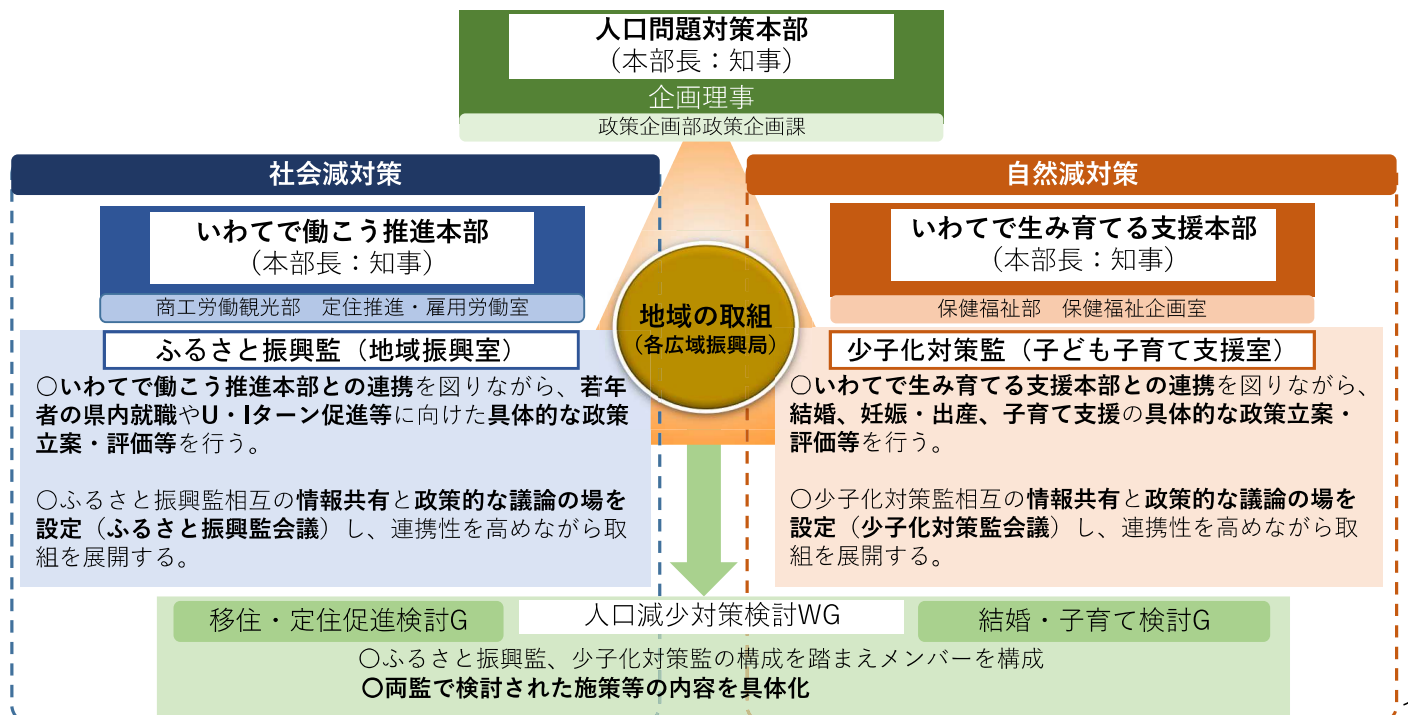 人口問題対策本部
（本部長：知事）
企画理事
政策企画部政策企画課
社会減対策
いわてで働こう推進本部
（本部長：知事）
商工労働観光部　定住推進・雇用労働室
ふるさと振興監（地域振興室）
〇いわてで働こう推進本部との連携を図りながら、若年
者の県内就職やU・Iターン促進等に向けた具体的な政策
立案・評価等を行う。
〇ふるさと振興監相互の情報共有と政策的な議論の場を
設定（ふるさと振興監会議）し、連携性を高めながら取
組を展開する。
地域の取組
（各広域振興局）
自然減対策
いわてで生み育てる支援本部
（本部長：知事）
保健福祉部　保健福祉企画室
少子化対策監（子ども子育て支援室）
〇いわてで生み育てる支援本部との連携を図りながら、
結婚、妊娠・出産、子育て支援の具体的な政策立案・
評価等を行う。
〇少子化対策監相互の情報共有と政策的な議論の場を
設定（少子化対策監会議）し、連携性を高めながら取
組を展開する。
移住・定住促進検討G
人口減少対策検討WG
結婚・子育て検討G
〇ふるさと振興監、少子化対策監の構成を踏まえメンバーを構成
〇両監で検討された施策等の内容を具体化